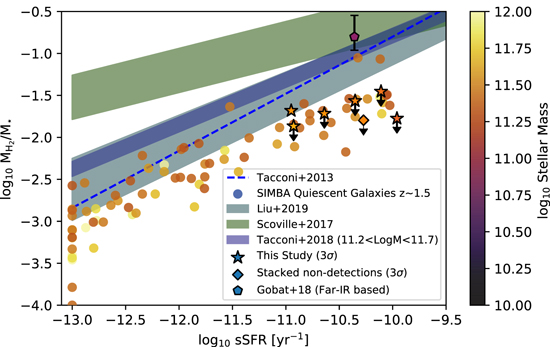 −0.5
−1.0
−1.5
−2.0
−2.5
−3.0
−3.5
−4.0
log₁₀ M_H₂/M⋆
Tacconi+2013
SIMBA Quiescent Galaxies z~1.5
Liu+2019
Scoville+2017
Tacconi+2018 (11.2<LogM<11.7)
This Study (3σ)
Stacked non-detections (3σ)
Gobat+18 (Far-IR based)
−13.0 −12.5 −12.0 −11.5 −11.0 −10.5 −10.0 −9.5
log₁₀ sSFR [yr⁻¹]
12.00
11.75
11.50
11.25
11.00
10.75
10.50
10.25
10.00
log₁₀ Stellar Mass